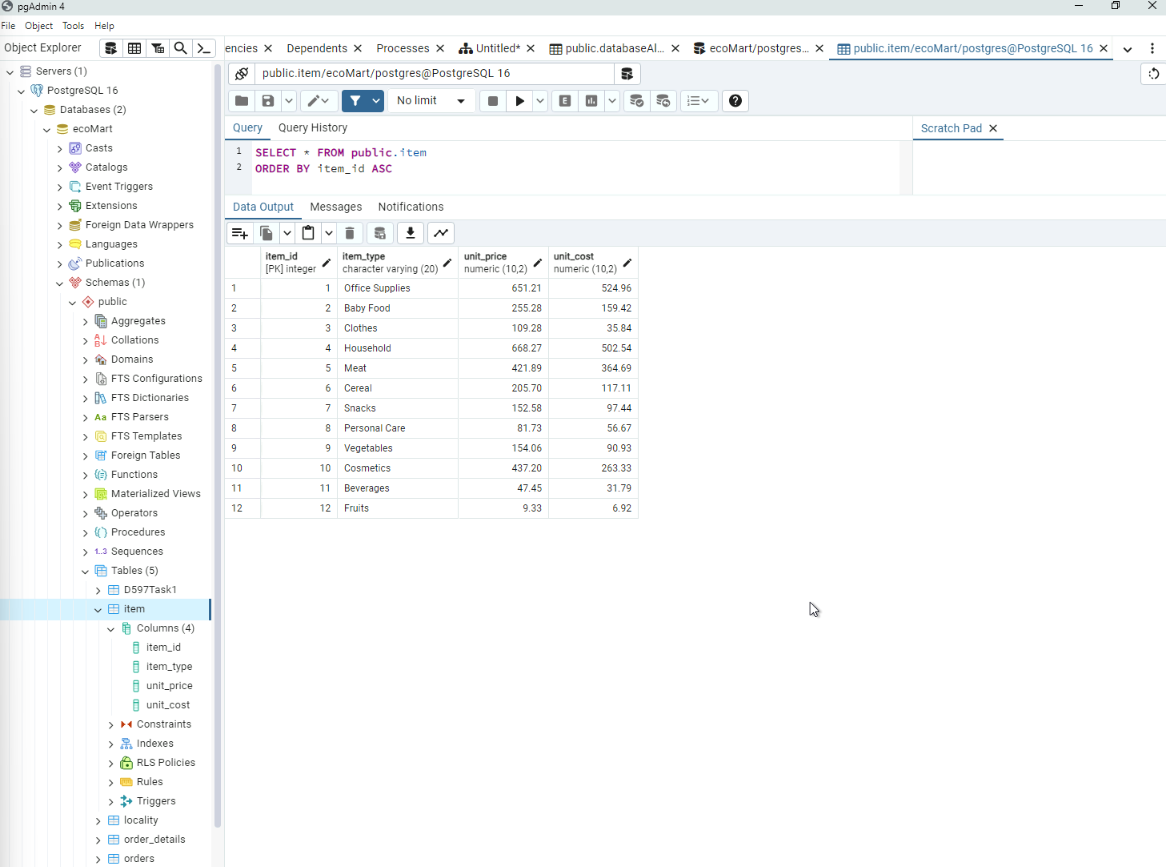 pgAdmin 4
File Object Tools Help
Object Explorer
encies Dependents Processes Untitled* public.databaseAl... ecoMart/postgres... public.item/ecoMart/postgres@PostgreSQL 16
Servers (1)
PostgreSQL 16
Databases (2)
ecoMart
Casts
Catalogs
Event Triggers
Extensions
Foreign Data Wrappers
Languages
Publications
Schemas (1)
public
Aggregates
Collations
Domains
FTS Configurations
FTS Dictionaries
Aa FTS Parsers
FTS Templates
Foreign Tables
Functions
Materialized Views
Operators
Procedures
1..3 Sequences
Tables (5)
D597Task1
item
Columns (4)
item_id
item_type
unit_price
unit_cost
Constraints
Indexes
RLS Policies
Rules
Triggers
locality
order_details
orders
public.item/ecoMart/postgres@PostgreSQL 16
No limit
E
Query Query History
Scratch Pad
1 SELECT * FROM public.item
2 ORDER BY item_id ASC
Data Output Messages Notifications
item_id item_type unit_price unit_cost
[PK] integer character varying (20) numeric (10,2) numeric (10,2)
1 1 Office Supplies 651.21 524.96
2 2 Baby Food 255.28 159.42
3 3 Clothes 109.28 35.84
4 4 Household 668.27 502.54
5 5 Meat 421.89 364.69
6 6 Cereal 205.70 117.11
7 7 Snacks 152.58 97.44
8 8 Personal Care 81.73 56.67
9 9 Vegetables 154.06 90.93
10 10 Cosmetics 437.20 263.33
11 11 Beverages 47.45 31.79
12 12 Fruits 9.33 6.92